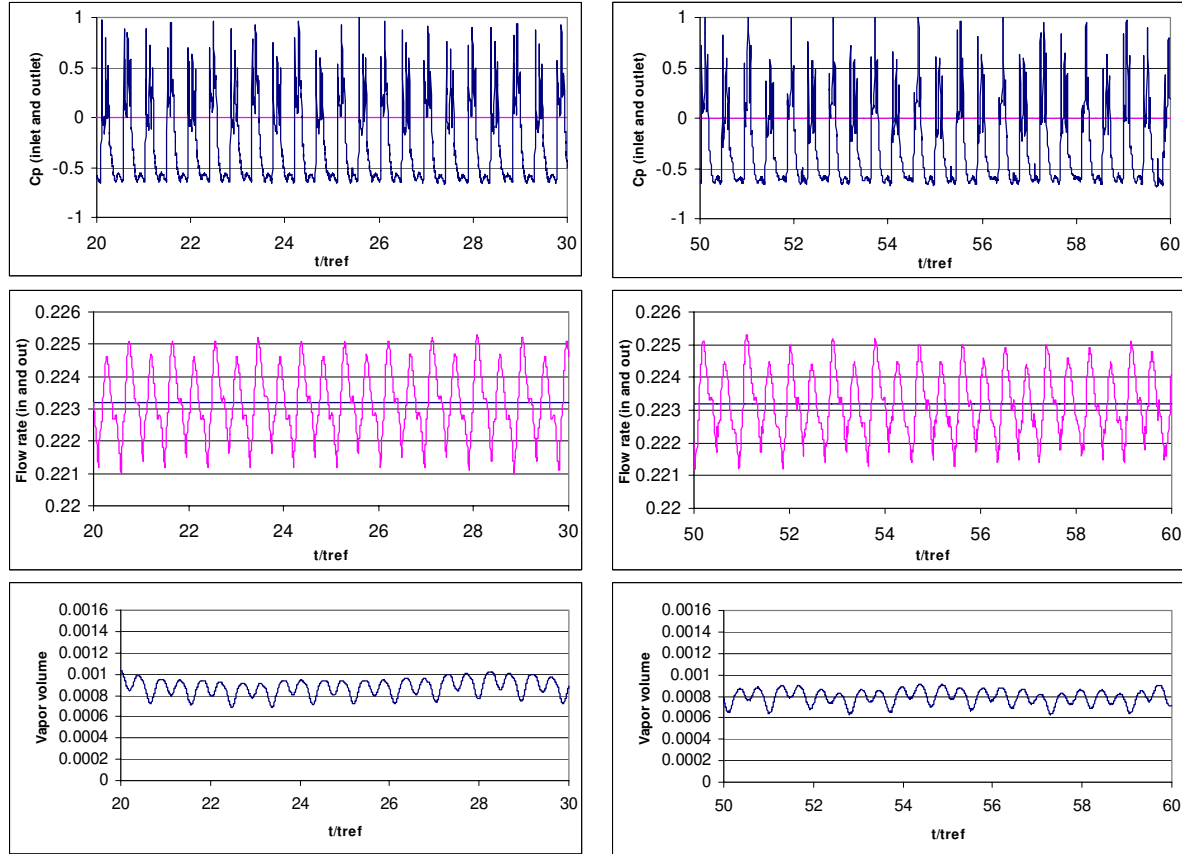 Cp (inlet and outlet)
1
0.5
0
-0.5
-1
20 22 24 26 28 30
t/tref
Cp (inlet and outlet)
1
0.5
0
-0.5
-1
50 52 54 56 58 60
t/tref
Flow rate (in and out)
0.226
0.225
0.224
0.223
0.222
0.221
0.22
20 22 24 26 28 30
t/tref
Flow rate (in and out)
0.226
0.225
0.224
0.223
0.222
0.221
0.22
50 52 54 56 58 60
t/tref
Vapor volume
0.0016
0.0014
0.0012
0.001
0.0008
0.0006
0.0004
0.0002
0
20 22 24 26 28 30
t/tref
Vapor volume
0.0016
0.0014
0.0012
0.001
0.0008
0.0006
0.0004
0.0002
0
50 52 54 56 58 60
t/tref